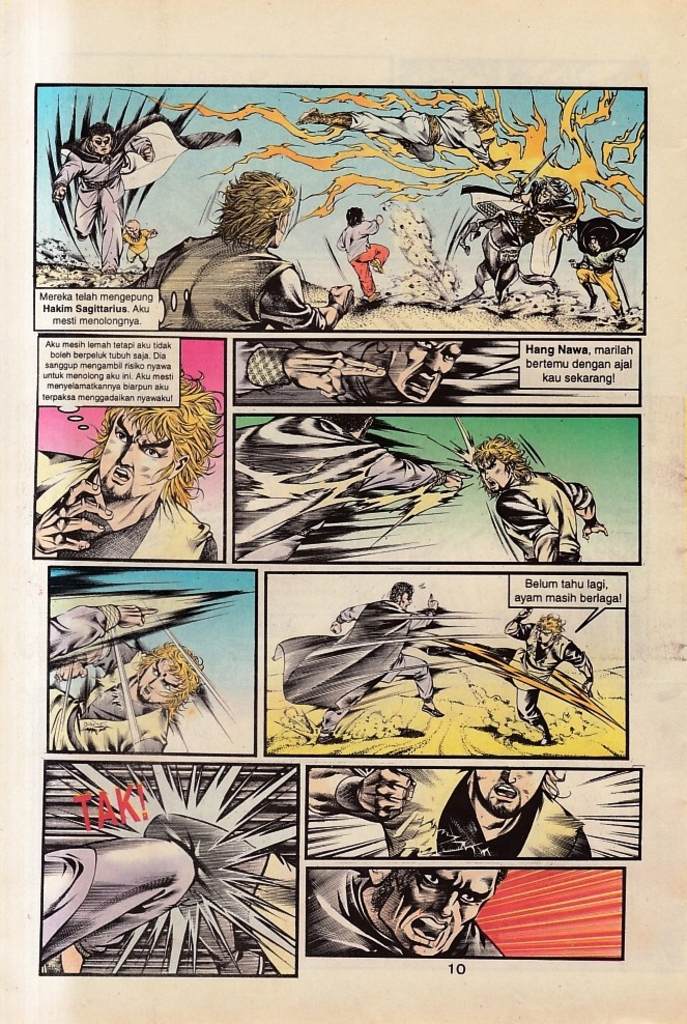 Mereka telah mengepung
Hakim Sagittarius. Aku
mesti menolongnya.
Aku mesih lemah tetapi aku tidak
boleh berpeluk tubuh saja. Dia
sanggup mengambil risiko nyawa
untuk menolong aku ini. Aku mesti
menyelamatkannya biarpun aku
terpaksa menggadaikan nyawaku!
Hang Nawa, marilah
bertemu dengan ajal
kau sekarang!
Belum tahu lagi,
ayam masih berlaga!
TAK!
10